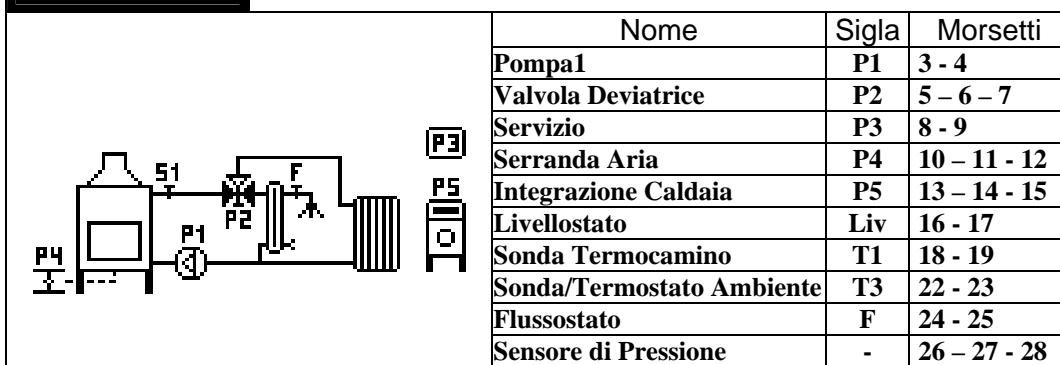 Nome Sigla Morsetti
Pompa1 P1 3 - 4
Valvola Deviatrice P2 5 – 6 – 7
Servizio P3 8 - 9
Serranda Aria P4 10 – 11 - 12
Integrazione Caldaia P5 13 – 14 - 15
Livellostato Liv 16 - 17
Sonda Termocamino T1 18 - 19
Sonda/Termostato Ambiente T3 22 - 23
Flussostato F 24 - 25
Sensore di Pressione - 26 – 27 - 28
P3
S1
F
P5
P2
P1
P4